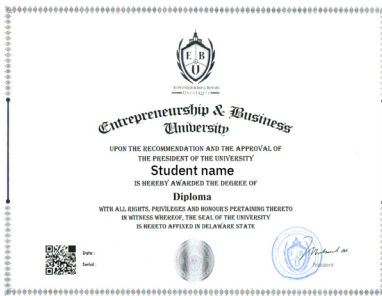 E B
U
Entrepreneurship & Business
University
UPON THE RECOMMENDATION AND THE APPROVAL OF
THE PRESIDENT OF THE UNIVERSITY
Student name
IS HEREBY AWARDED THE DEGREE OF
Diploma
WITH ALL RIGHTS, PRIVILEGES AND HONOURS PERTAINING THERETO
IN WITNESS WHEREOF, THE SEAL OF THE UNIVERSITY
IS HERETO AFFIXED IN DELAWARE STATE
Date :
Serial :
President